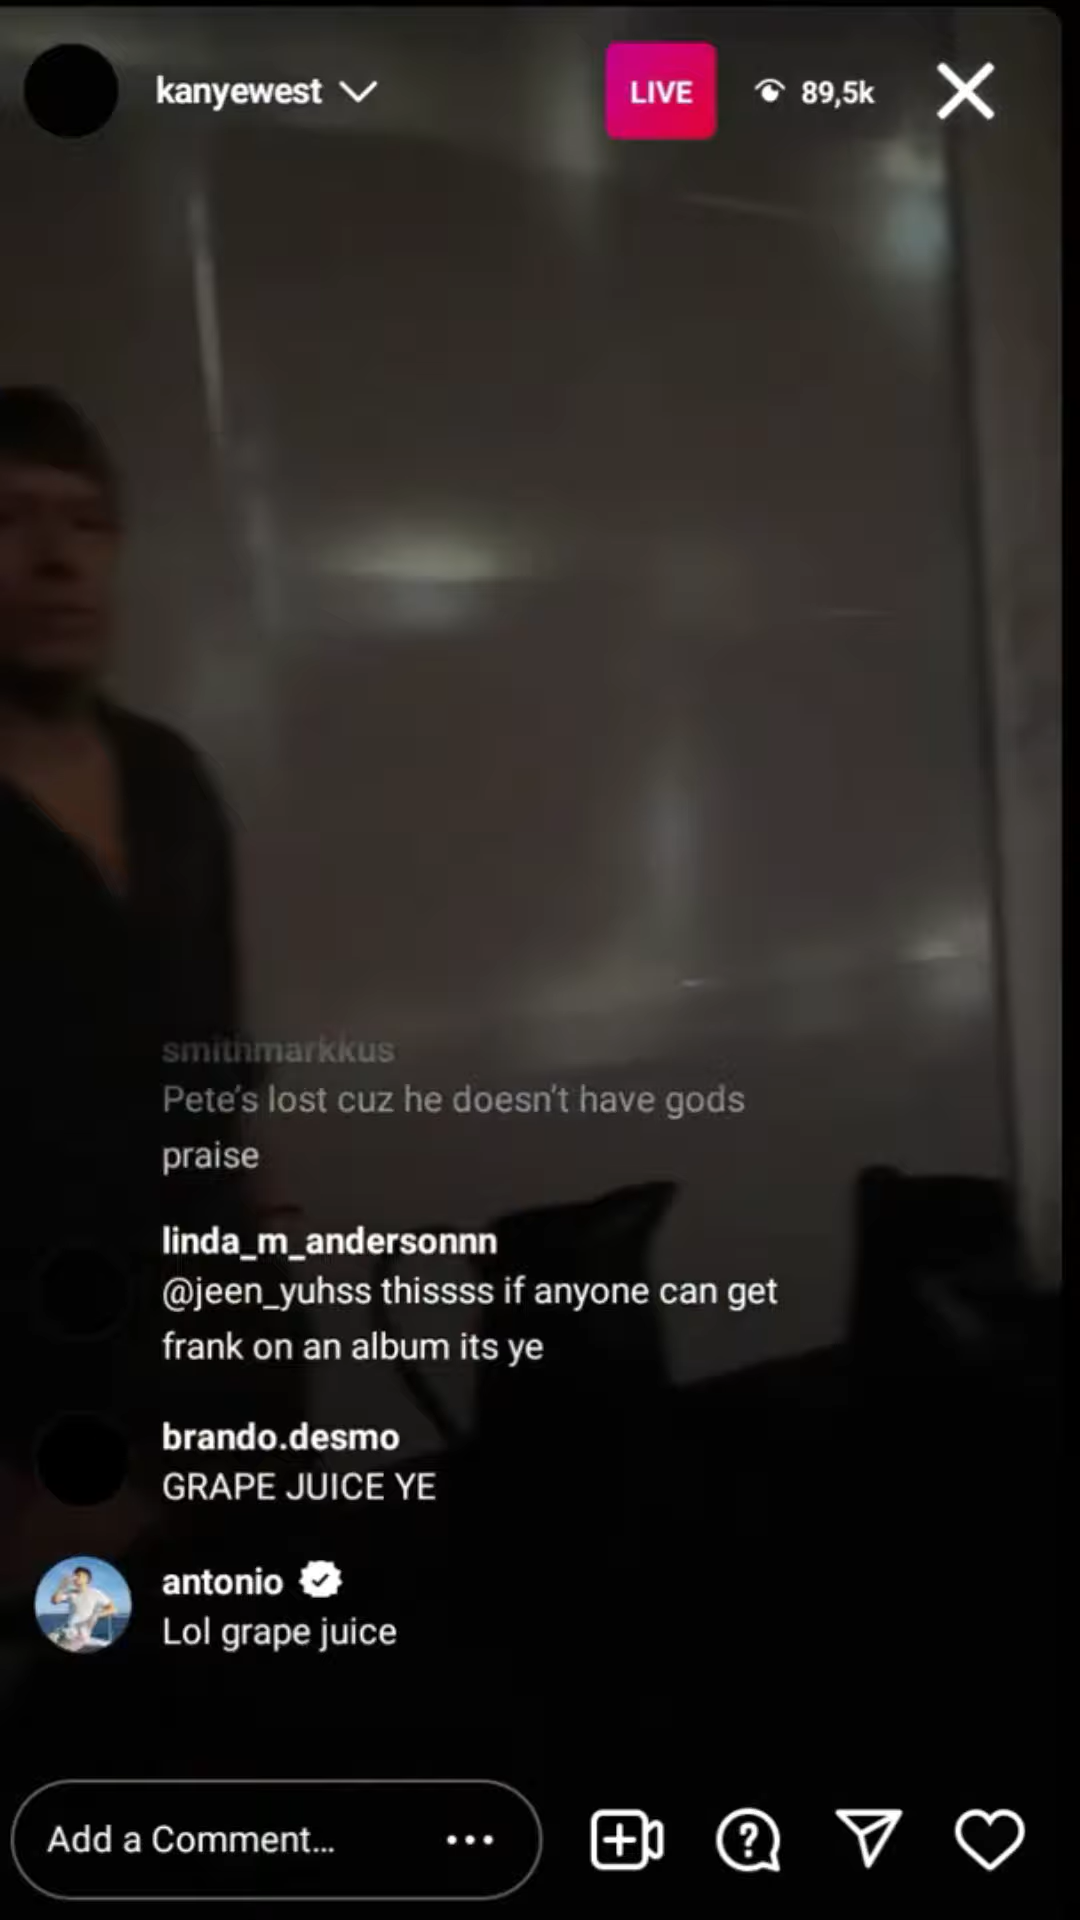 kanyewest
LIVE
89,5k
smithmarkkus
Pete's lost cuz he doesn't have gods
praise
linda_m_andersonnn
@jeen_yuhss thissss if anyone can get
frank on an album its ye
brando.desmo
GRAPE JUICE YE
antonio
Lol grape juice
Add a Comment...